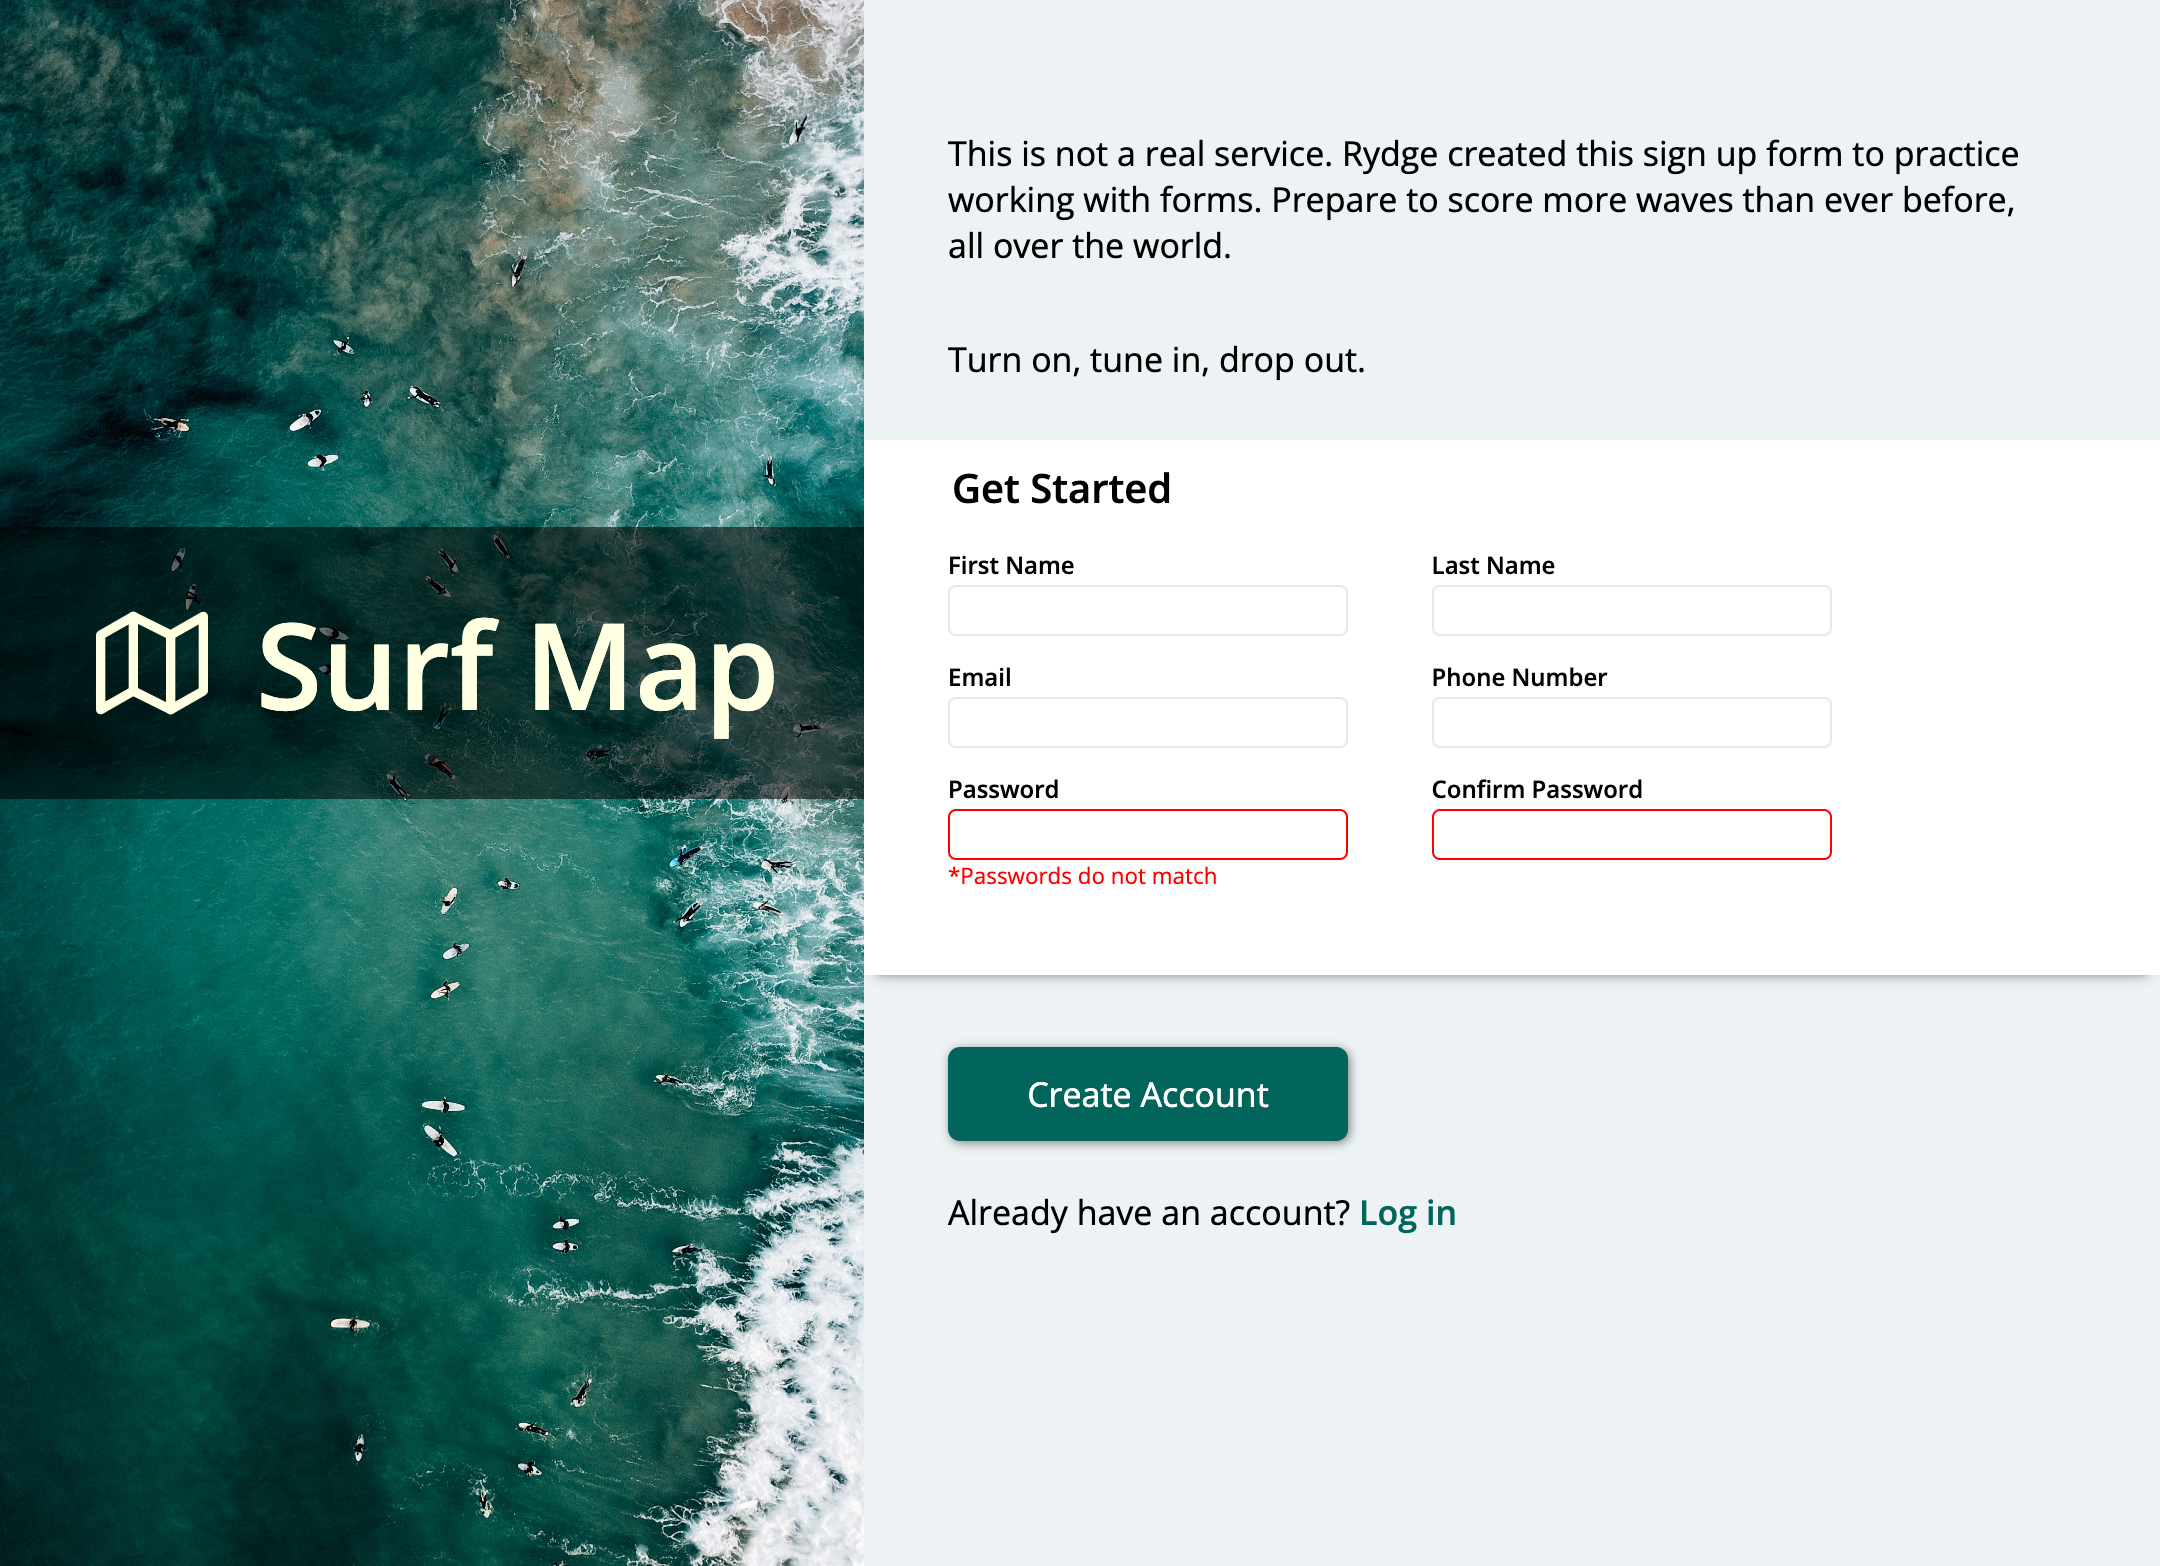 Surf Map
This is not a real service. Rydge created this sign up form to practice
working with forms. Prepare to score more waves than ever before,
all over the world.
Turn on, tune in, drop out.
Get Started
First Name
Last Name
Email
Phone Number
Password
Confirm Password
*Passwords do not match
Create Account
Already have an account? Log in